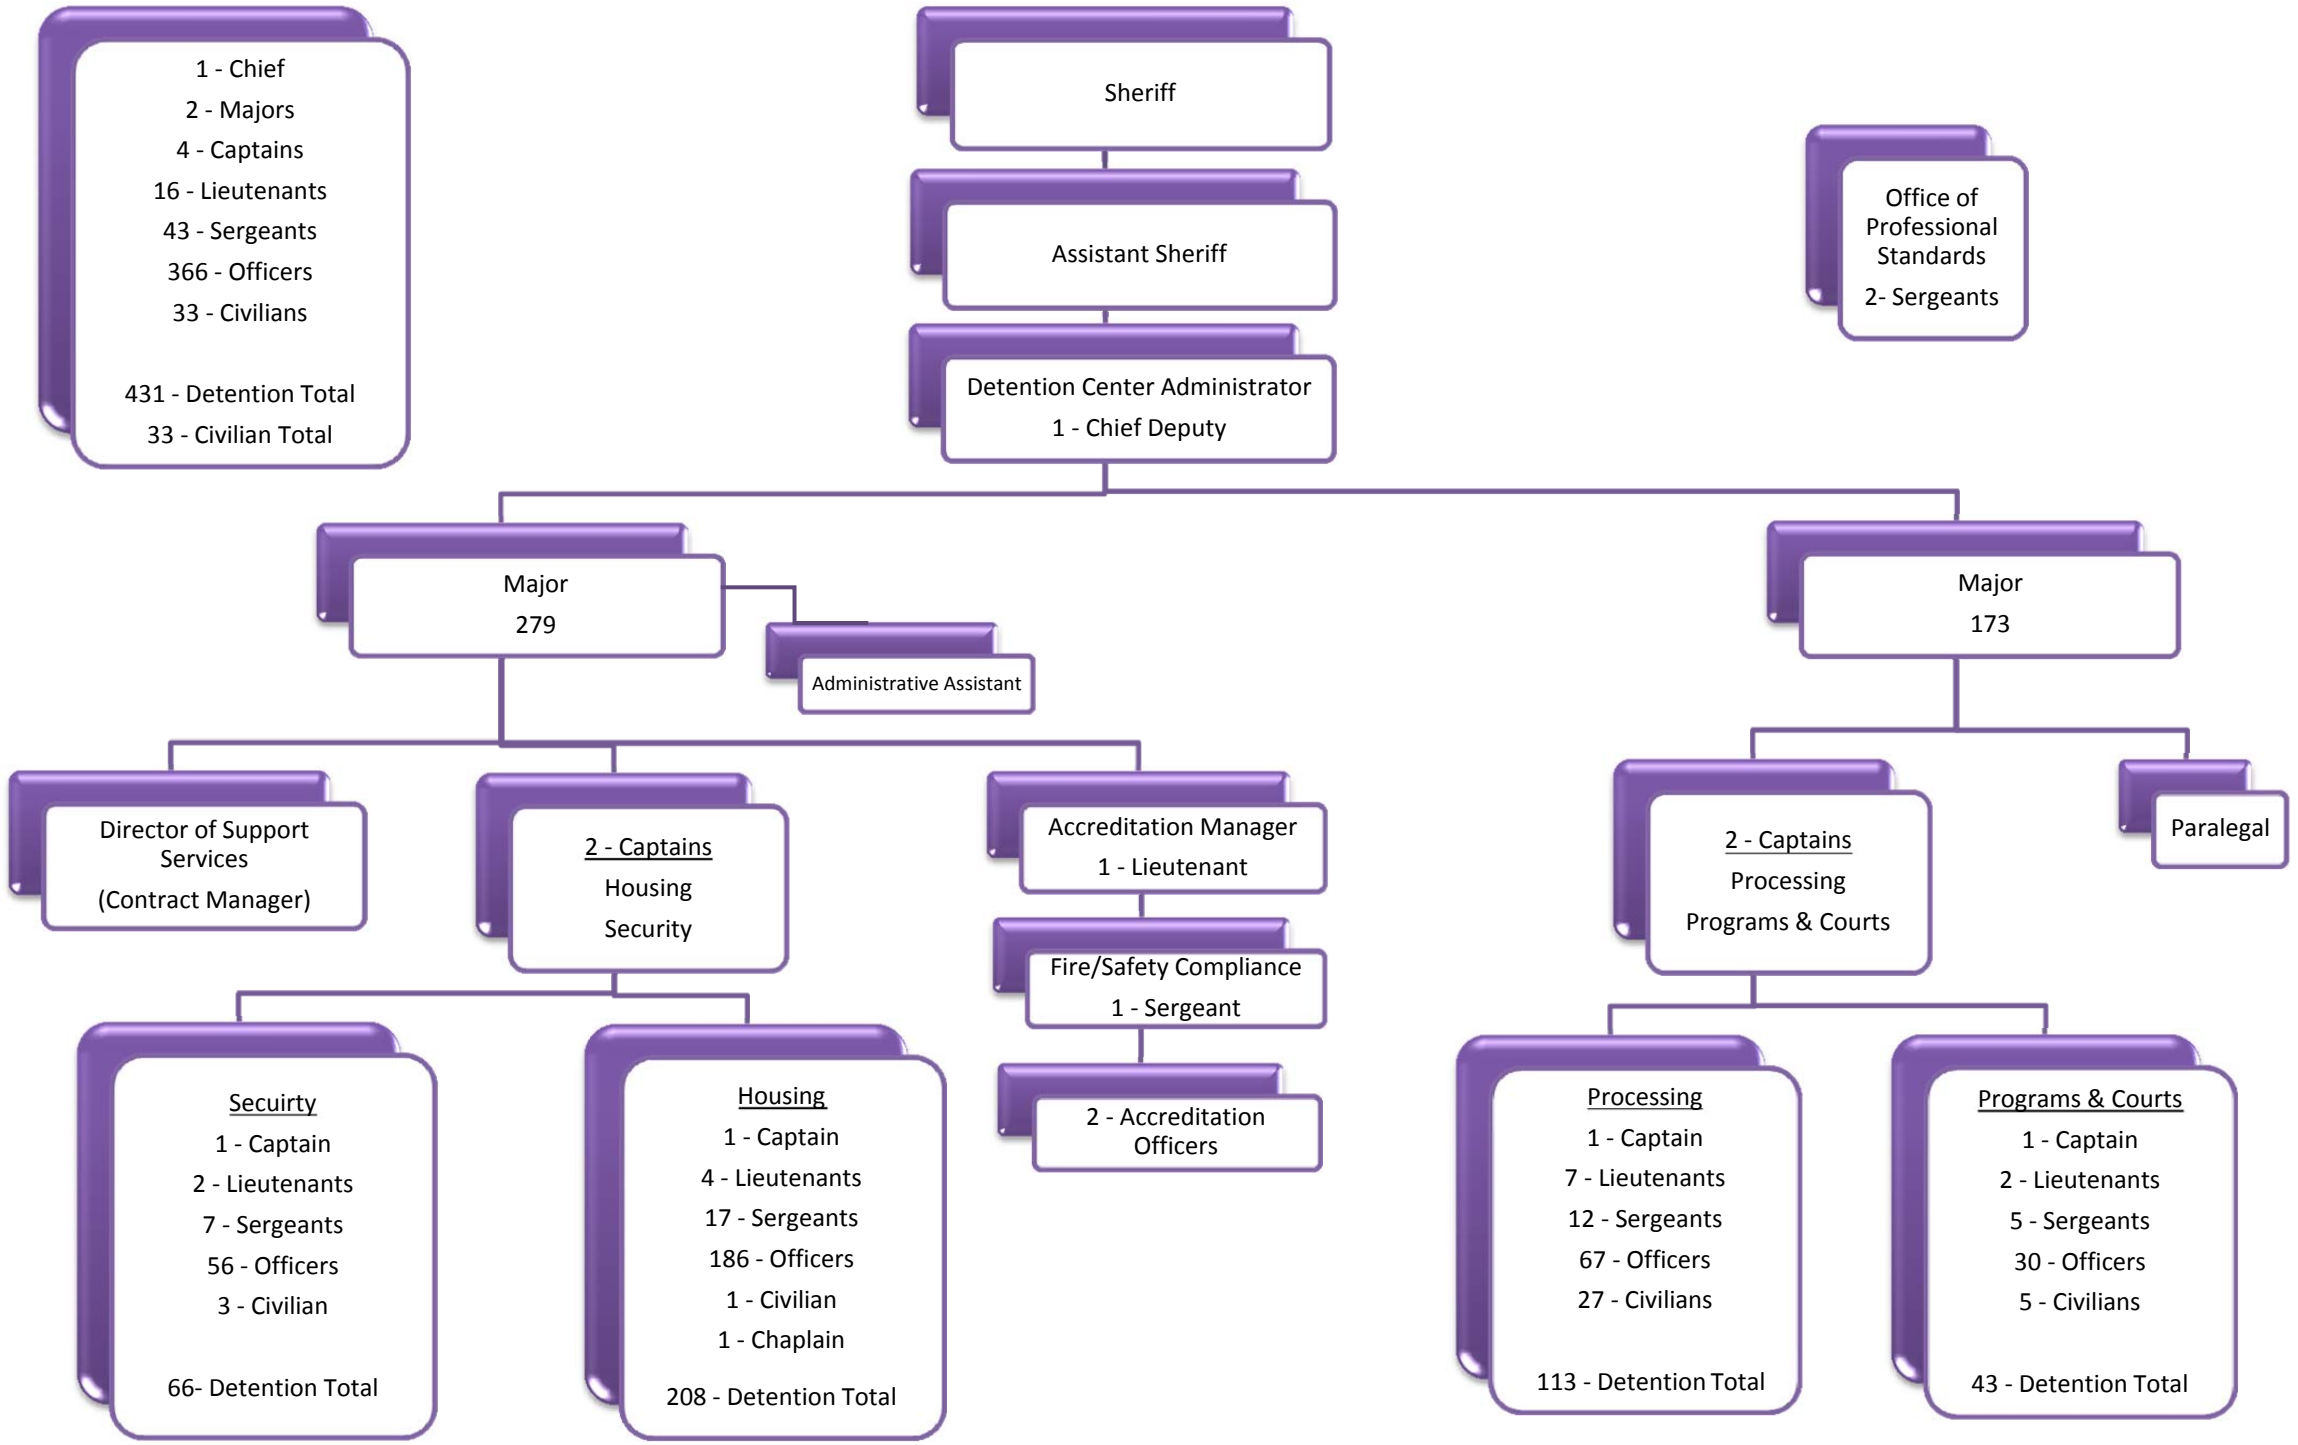 1 - Chief
2 - Majors
4 - Captains
16 - Lieutenants
43 - Sergeants
366 - Officers
33 - Civilians
431 - Detention Total
33 - Civilian Total
Sheriff
Assistant Sheriff
Detention Center Administrator
1 - Chief Deputy
Office of
Professional
Standards
2- Sergeants
Major
279
Administrative Assistant
Major
173
Director of Support
Services
(Contract Manager)
2 - Captains
Housing
Security
Accreditation Manager
1 - Lieutenant
Fire/Safety Compliance
1 - Sergeant
2 - Accreditation
Officers
2 - Captains
Processing
Programs & Courts
Paralegal
Secuirty
1 - Captain
2 - Lieutenants
7 - Sergeants
56 - Officers
3 - Civilian
66- Detention Total
Housing
1 - Captain
4 - Lieutenants
17 - Sergeants
186 - Officers
1 - Civilian
1 - Chaplain
208 - Detention Total
Processing
1 - Captain
7 - Lieutenants
12 - Sergeants
67 - Officers
27 - Civilians
113 - Detention Total
Programs & Courts
1 - Captain
2 - Lieutenants
5 - Sergeants
30 - Officers
5 - Civilians
43 - Detention Total